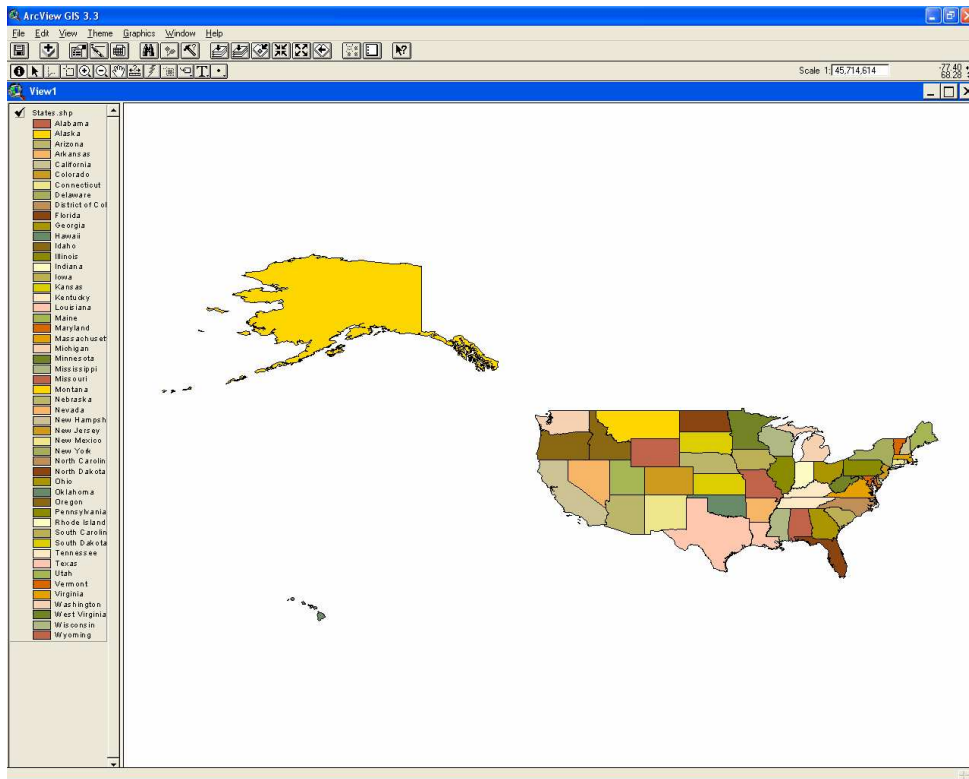 ArcView GIS 3.3
File Edit View Theme Graphics Window Help
Scale 1: 45,714,614
-77.40
68.28
View1
States.shp
Alabama
Alaska
Arizona
Arkansas
California
Colorado
Connecticut
Delaware
District of Col
Florida
Georgia
Hawaii
Idaho
Illinois
Indiana
Iowa
Kansas
Kentucky
Louisiana
Maine
Maryland
Massachuset
Michigan
Minnesota
Mississippi
Missouri
Montana
Nebraska
Nevada
New Hampsh
New Jersey
New Mexico
New York
North Carolin
North Dakota
Ohio
Oklahoma
Oregon
Pennsylvania
Rhode Island
South Carolin
South Dakota
Tennessee
Texas
Utah
Vermont
Virginia
Washington
West Virginia
Wisconsin
Wyoming